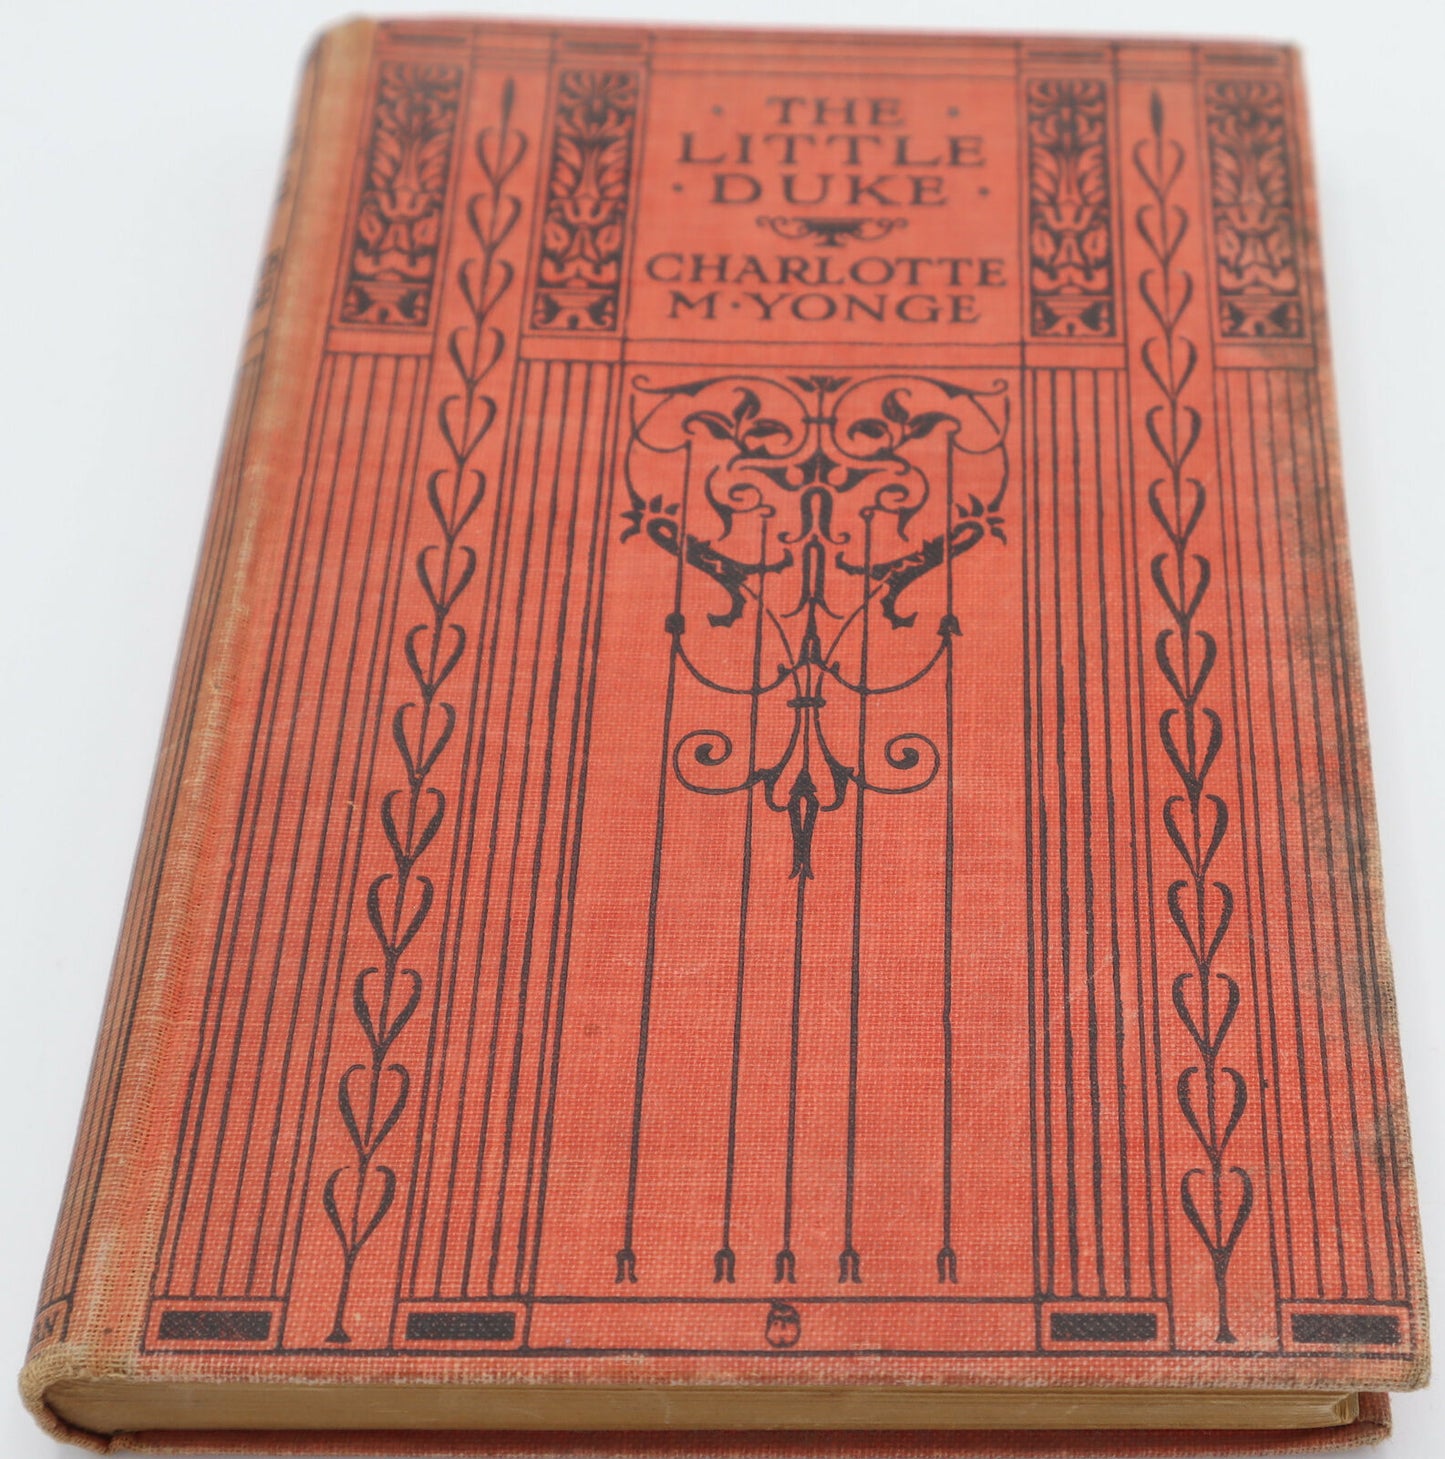 · THE ·
LITTLE
· DUKE ·
CHARLOTTE
M · YONGE